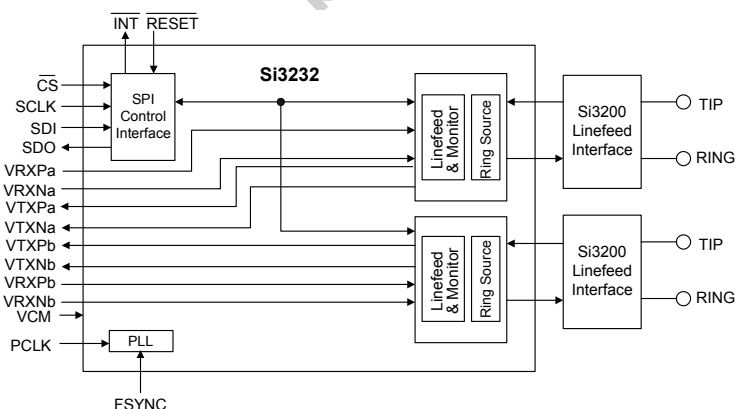 INT RESET
Si3232
CS
SCLK
SDI
SDO
VRXPa
VRXNa
VTXPa
VTXNa
VTXPb
VTXNb
VRXPb
VRXNb
VCM
PCLK
SPI
Control
Interface
PLL
FSYNC
Linefeed
& Monitor
Ring Source
Si3200
Linefeed
Interface
TIP
RING
Linefeed
& Monitor
Ring Source
Si3200
Linefeed
Interface
TIP
RING